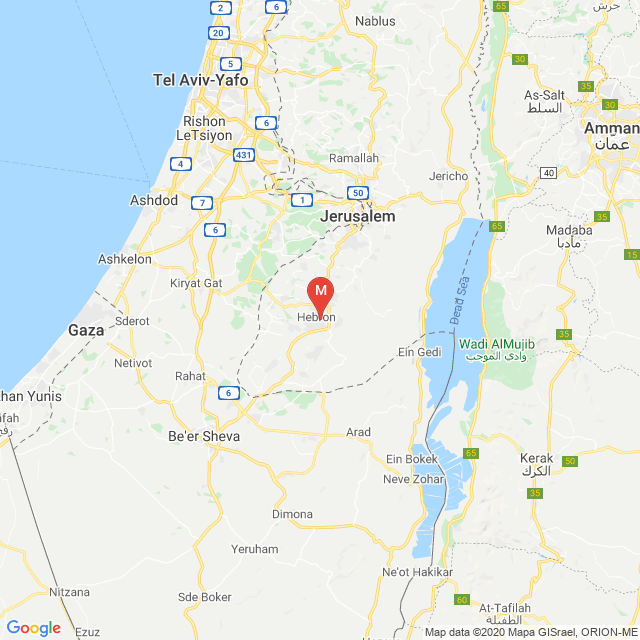 2
6
Nablus
جرش
20
5
Tel Aviv-Yafo
30
As-Salt
السلط
35
30
Amman
عمان
Rishon
LeTsiyon
6
4
431
Ramallah
Jericho
40
50
Ashdod
7
1
Jerusalem
6
65
35
Madaba
مادبا
Ashkelon
Kiryat Gat
Dead Sea
M
Hebron
Gaza
Sderot
Wadi AlMujib
وادي الموجب
Ein Gedi
Netivot
Rahat
6
han Yunis
ifah
رفح
Be'er Sheva
Arad
65
Ein Bokek
Neve Zohar
Kerak
الكرك
50
35
Dimona
Yeruham
Nitzana
Ne'ot Hakikar
Sde Boker
60
At-Tafilah
الطفيلة
Ezuz
Google
Map data ©2020 Mapa GISrael, ORION-ME